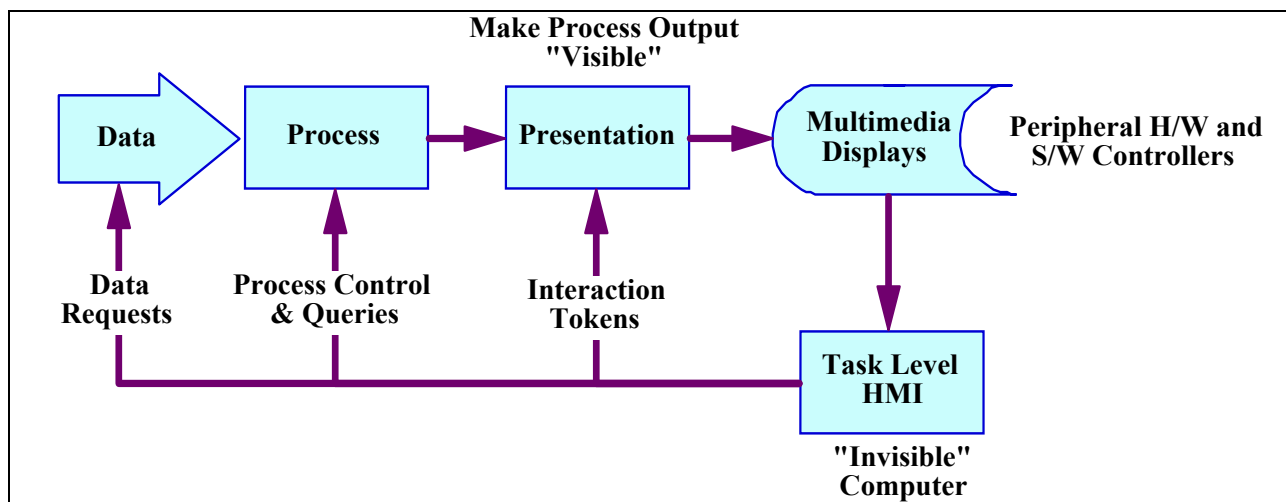 Make Process Output
"Visible"
Data
Process
Presentation
Multimedia
Displays
Peripheral H/W and
S/W Controllers
Data
Requests
Process Control
& Queries
Interaction
Tokens
Task Level
HMI
"Invisible"
Computer